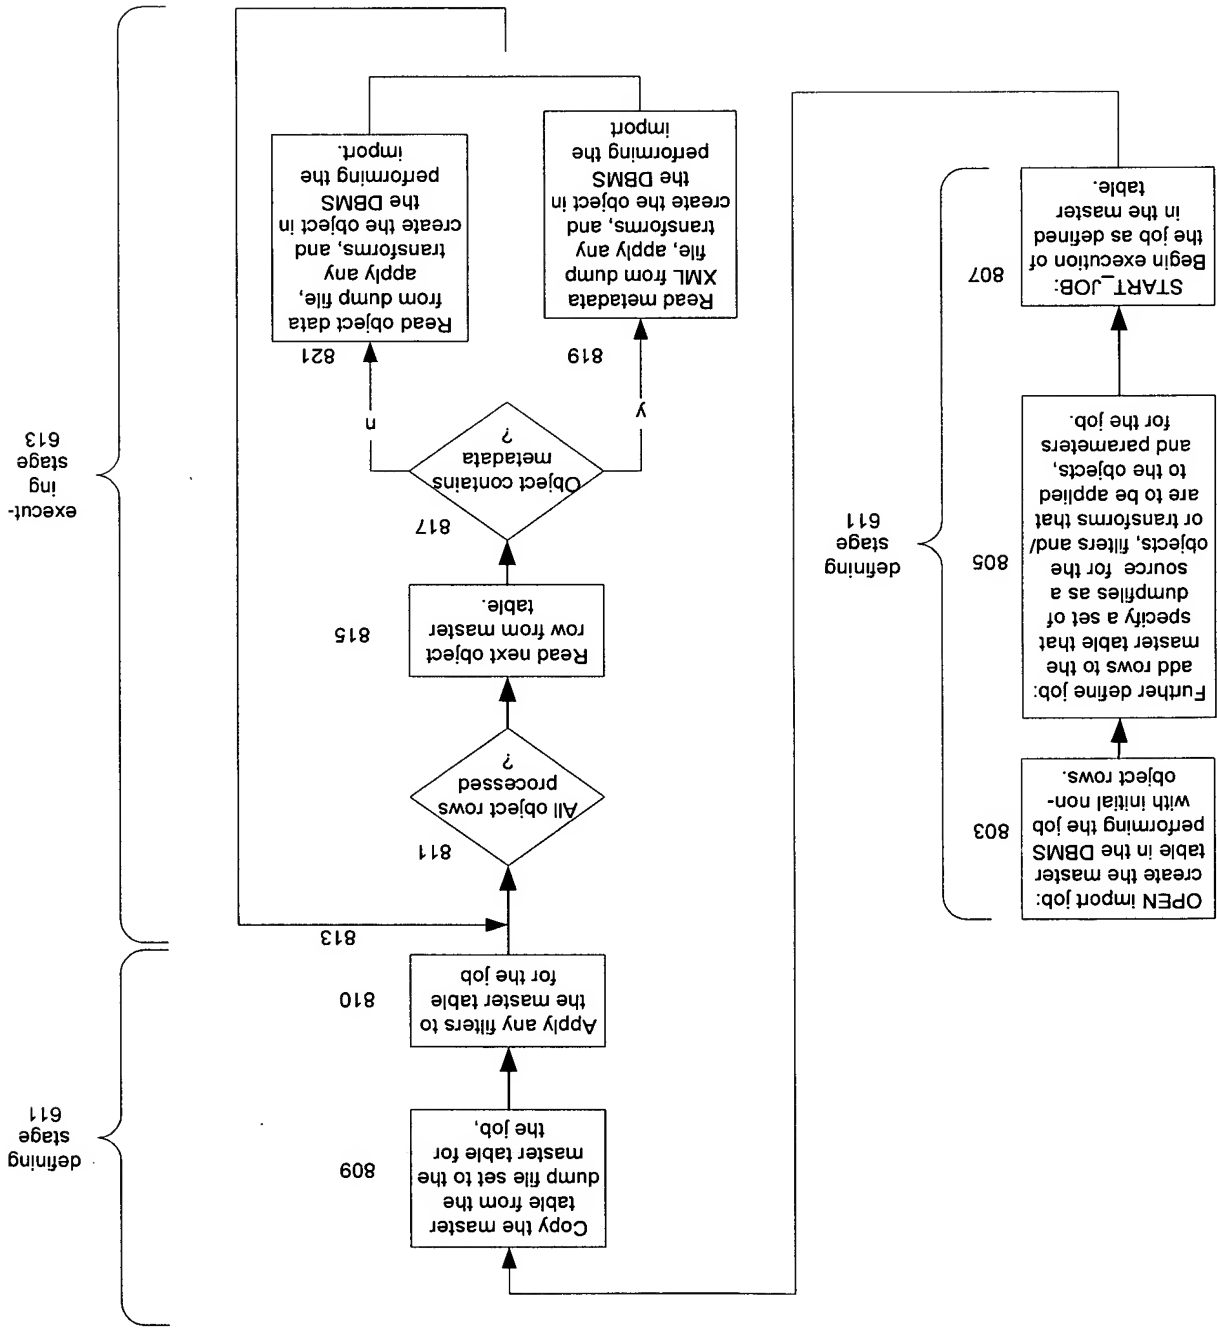 OPEN import job:
create the master
table in the DBMS
performing the job
with initial non-
object rows.
803
Further define job:
add rows to the
master table that
specify a set of
dumpfiles as a
source for the
objects, filters and/
or transforms that
are to be applied
to the objects,
and parameters
for the job.
805
START_JOB:
Begin execution of
the job as defined
in the master
table.
807
defining
stage
611
Copy the master
table from the
dump file set to the
master table for
the job,
809
Apply any filters to
the master table
for the job
810
defining
stage
611
813
All object rows
processed
?
811
Read next object
row from master
table.
815
Object contains
metadata
?
817
y
n
Read metadata
XML from dump
file, apply any
transforms, and
create the object in
the DBMS
performing the
import
819
Read object data
from dump file,
apply any
transforms, and
create the object in
the DBMS
performing the
import.
821
execut-
ing
stage
613